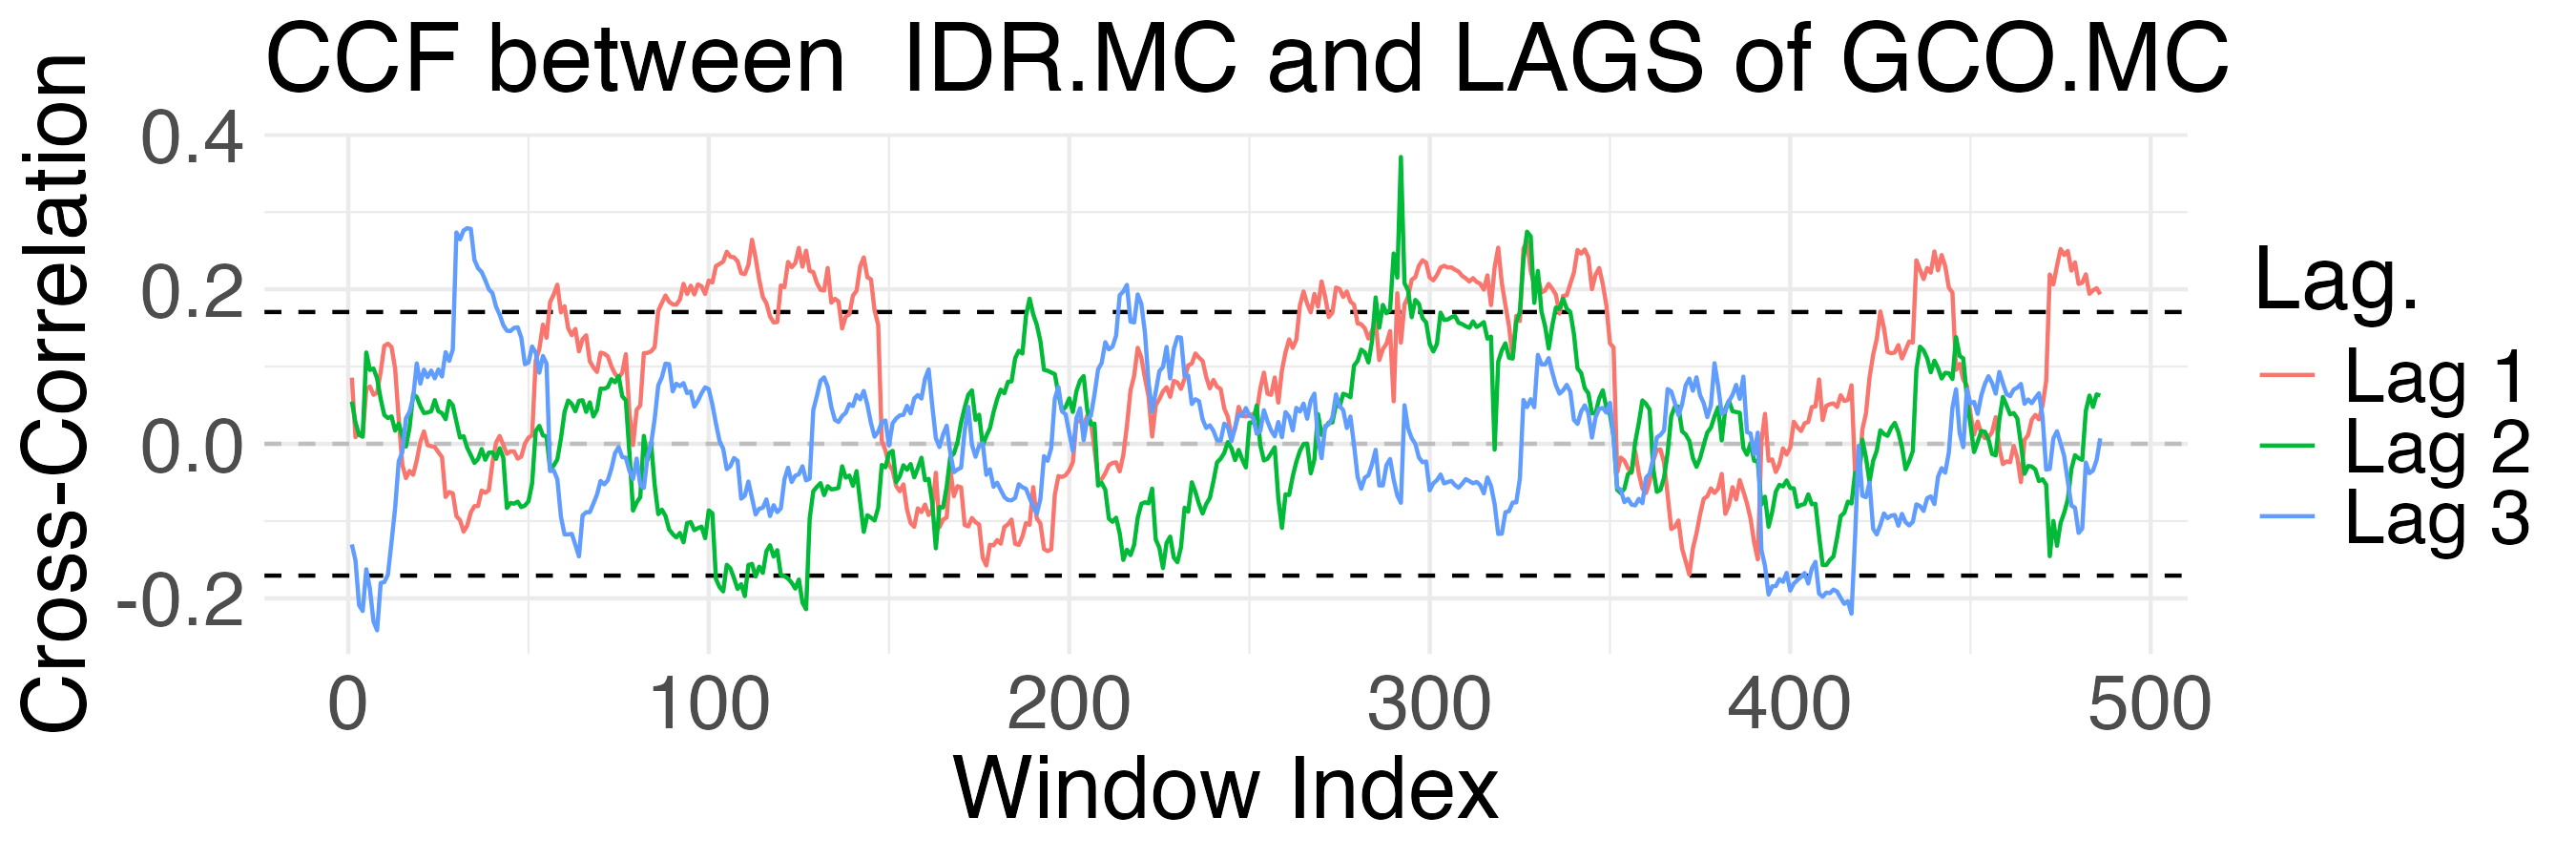 CCF between  IDR.MC and LAGS of GCO.MC
Cross-Correlation
0.4
0.2
0.0
-0.2
0 100 200 300 400 500
Window Index
Lag.
Lag 1
Lag 2
Lag 3